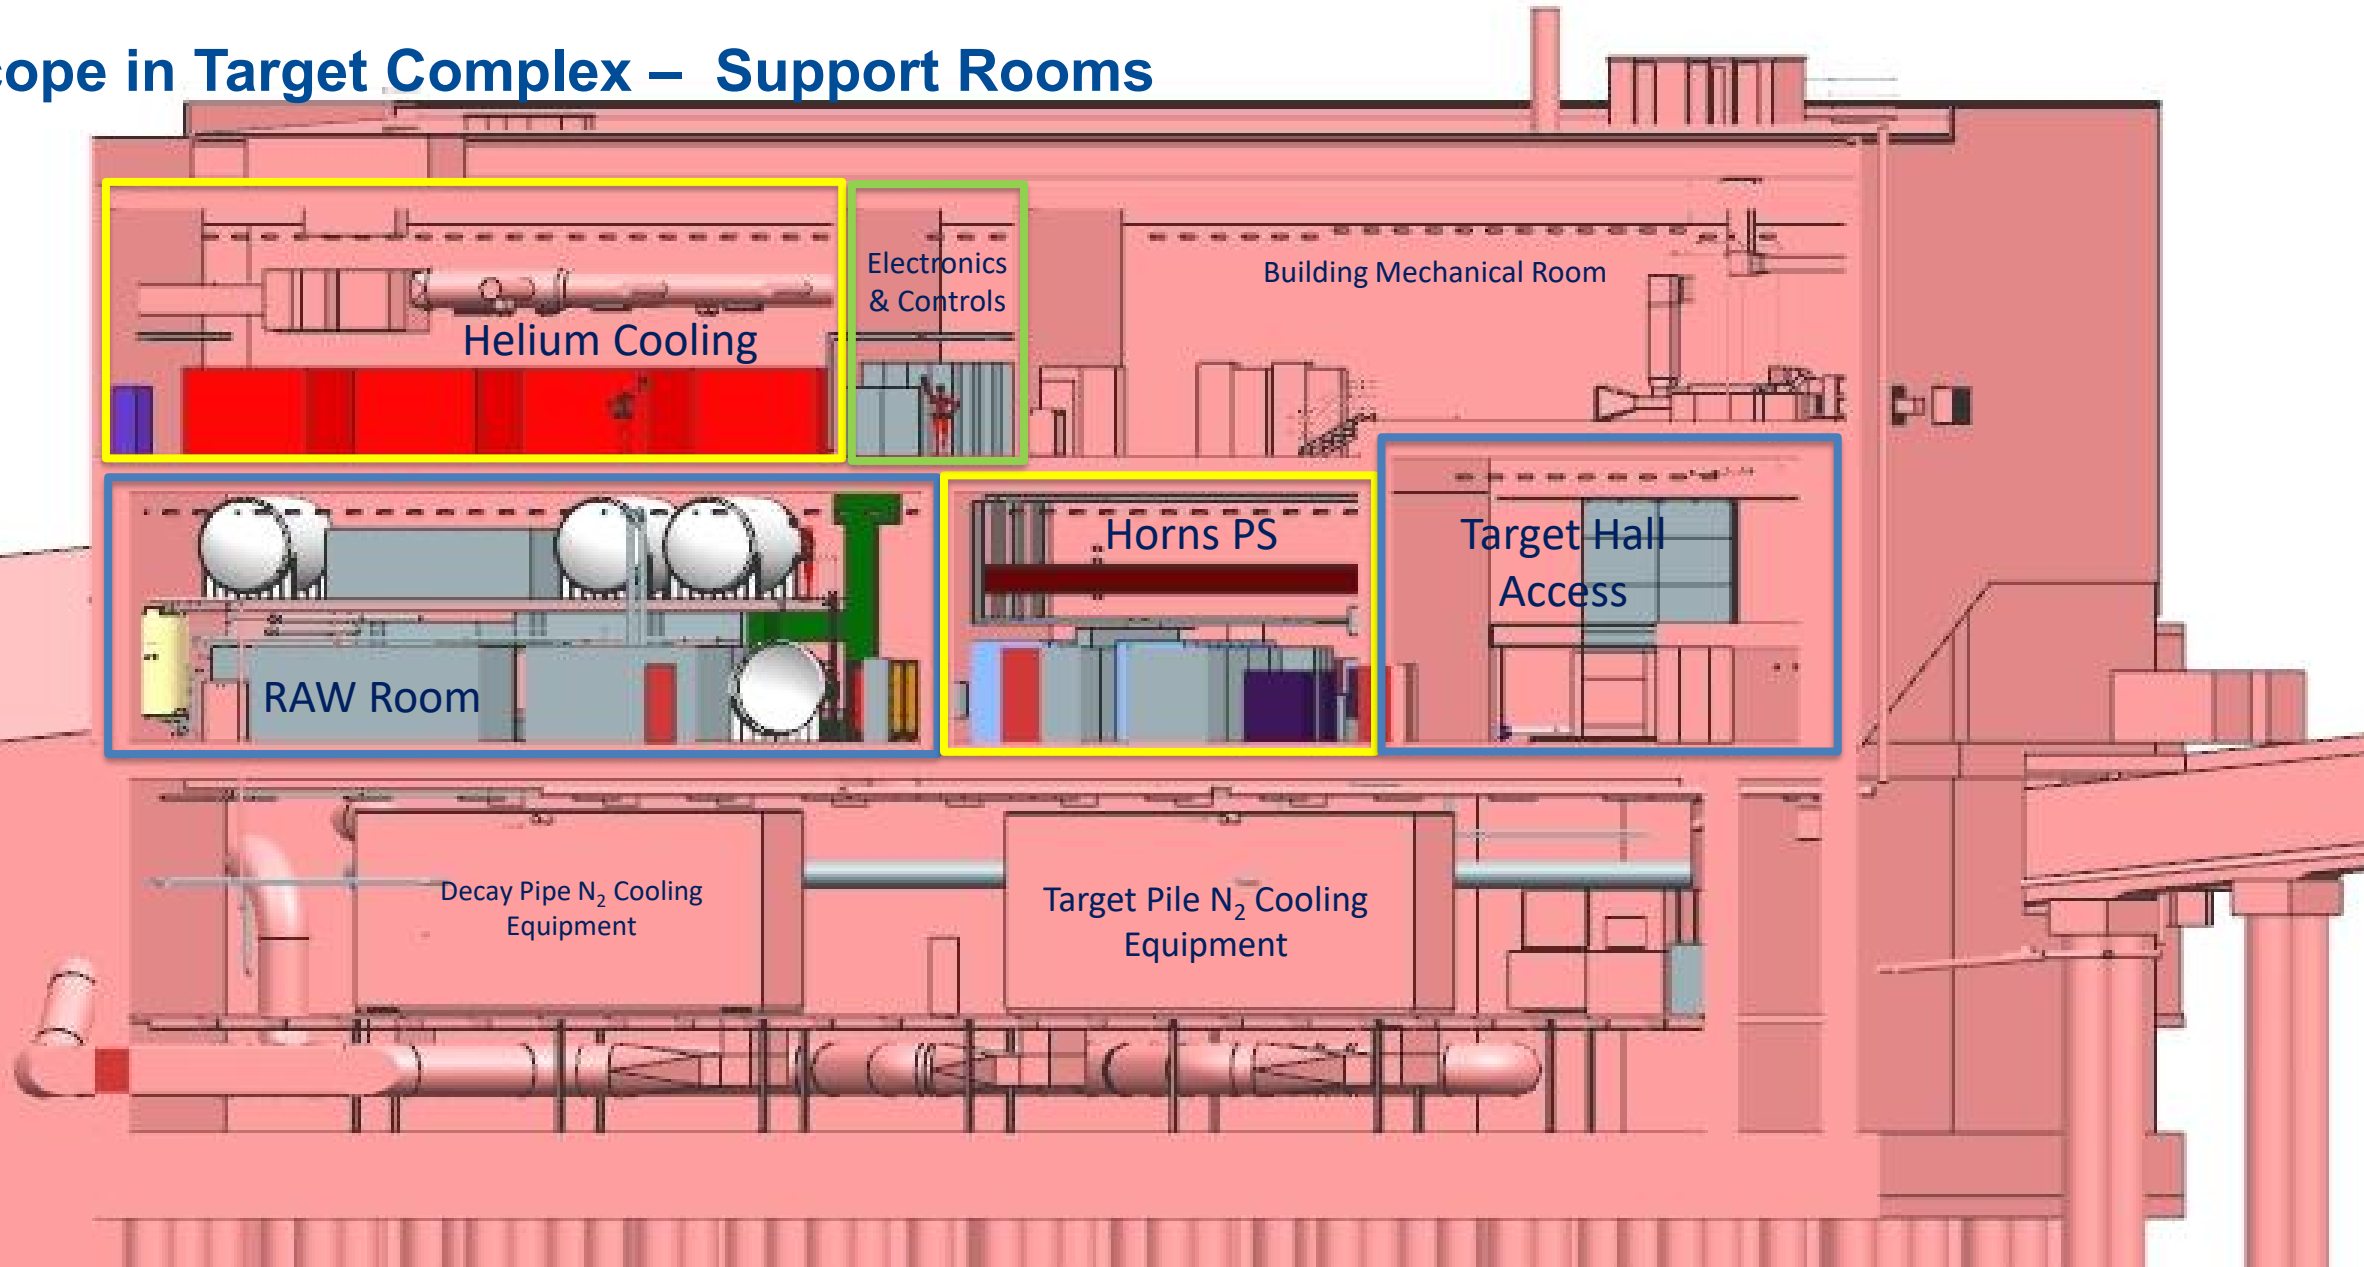 cope in Target Complex – Support Rooms
Electronics
& Controls
Building Mechanical Room
Helium Cooling
Horns PS
Target Hall
Access
RAW Room
Decay Pipe N₂ Cooling
Equipment
Target Pile N₂ Cooling
Equipment